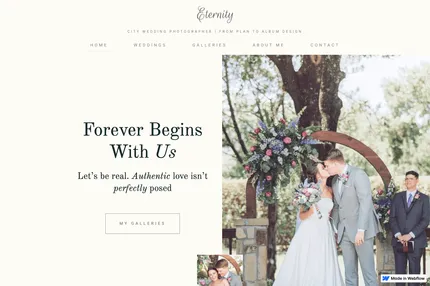 Eternity
CITY WEDDING PHOTOGRAPHER | FROM PLAN TO ALBUM DESIGN
HOME WEDDINGS GALLERIES ABOUT ME CONTACT
Forever Begins
With Us
Let's be real. Authentic love isn't
perfectly posed
MY GALLERIES
Made in Webflow